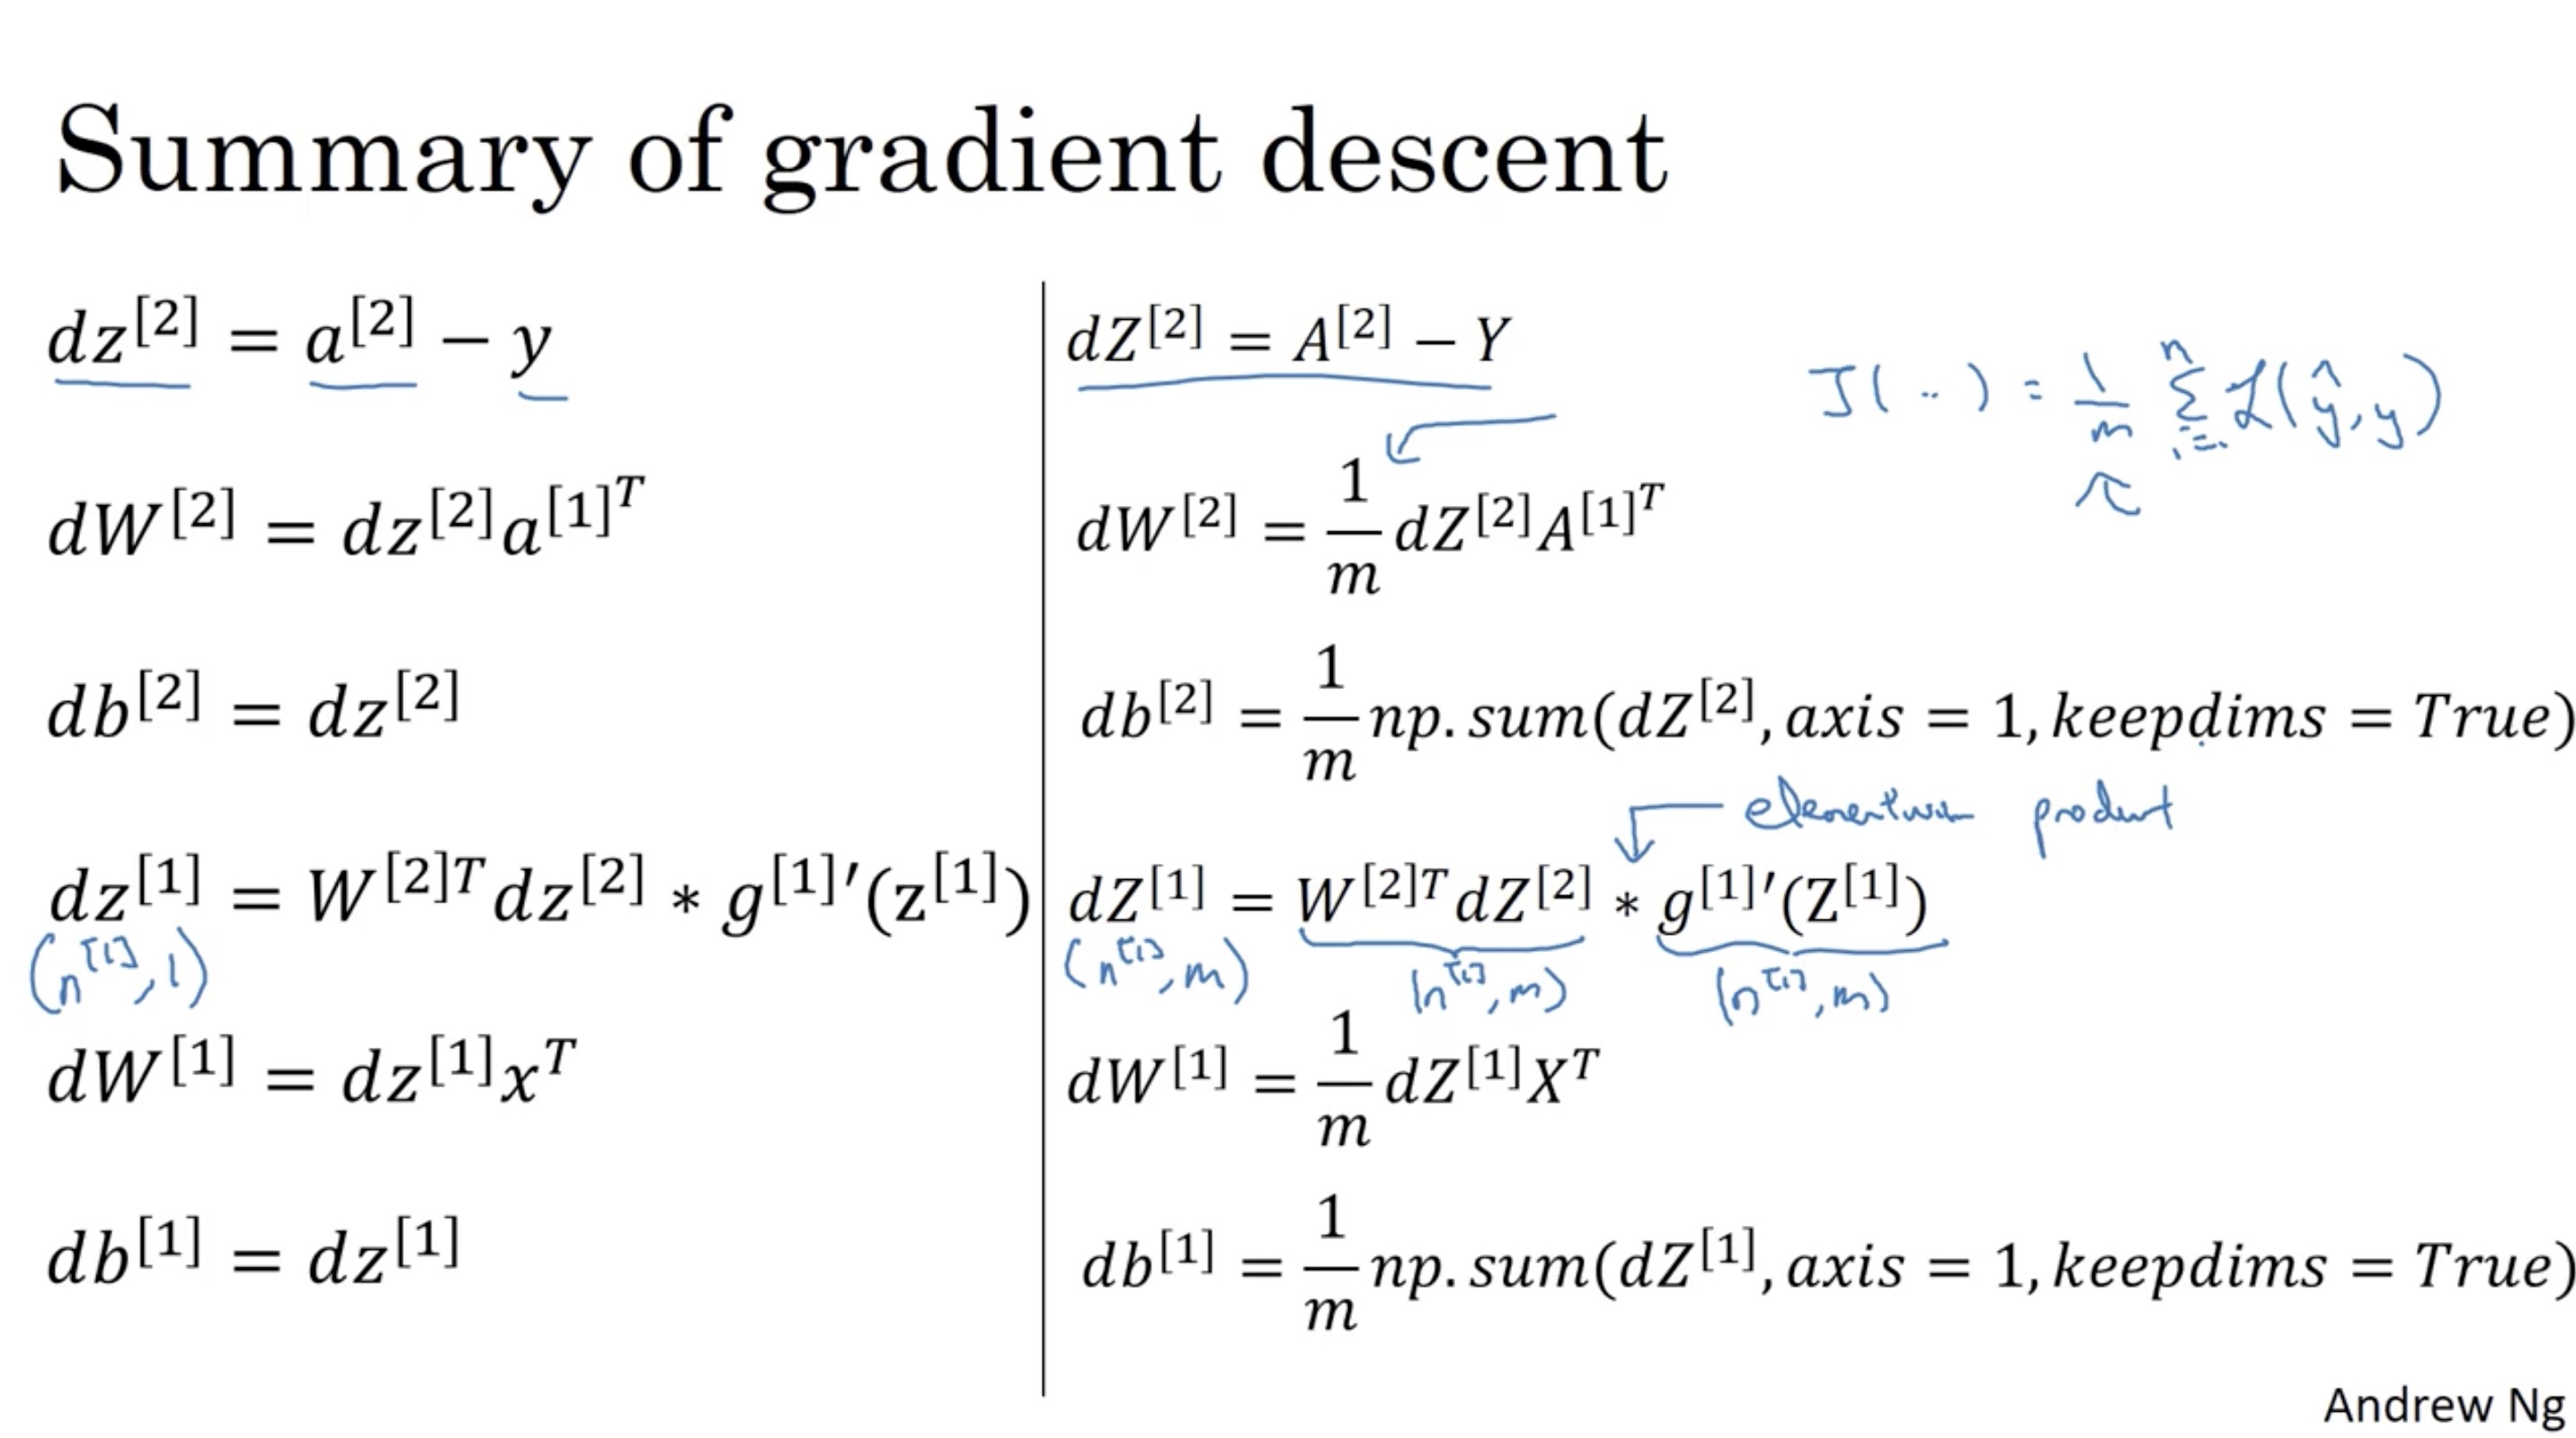 Summary of gradient descent
dz^{[2]} = a^{[2]} − y
dW^{[2]} = dz^{[2]}a^{[1]^T}
db^{[2]} = dz^{[2]}
dz^{[1]} = W^{[2]T}dz^{[2]} ∗ g^{[1]}′(z^{[1]})
(n^{[1]}, 1)
dW^{[1]} = dz^{[1]}x^T
db^{[1]} = dz^{[1]}
dZ^{[2]} = A^{[2]} − Y
J(..) = \frac{1}{m} \sum_{i=1}^{n} L(ŷ, y)
dW^{[2]} = \frac{1}{m}dZ^{[2]}A^{[1]^T}
db^{[2]} = \frac{1}{m}np.sum(dZ^{[2]}, axis = 1, keepdims = True)
elementwise product
dZ^{[1]} = W^{[2]T}dZ^{[2]} ∗ g^{[1]}′(Z^{[1]})
(n^{[1]}, m) (n^{[1]}, m) (n^{[1]}, m)
dW^{[1]} = \frac{1}{m}dZ^{[1]}X^T
db^{[1]} = \frac{1}{m}np.sum(dZ^{[1]}, axis = 1, keepdims = True)
Andrew Ng